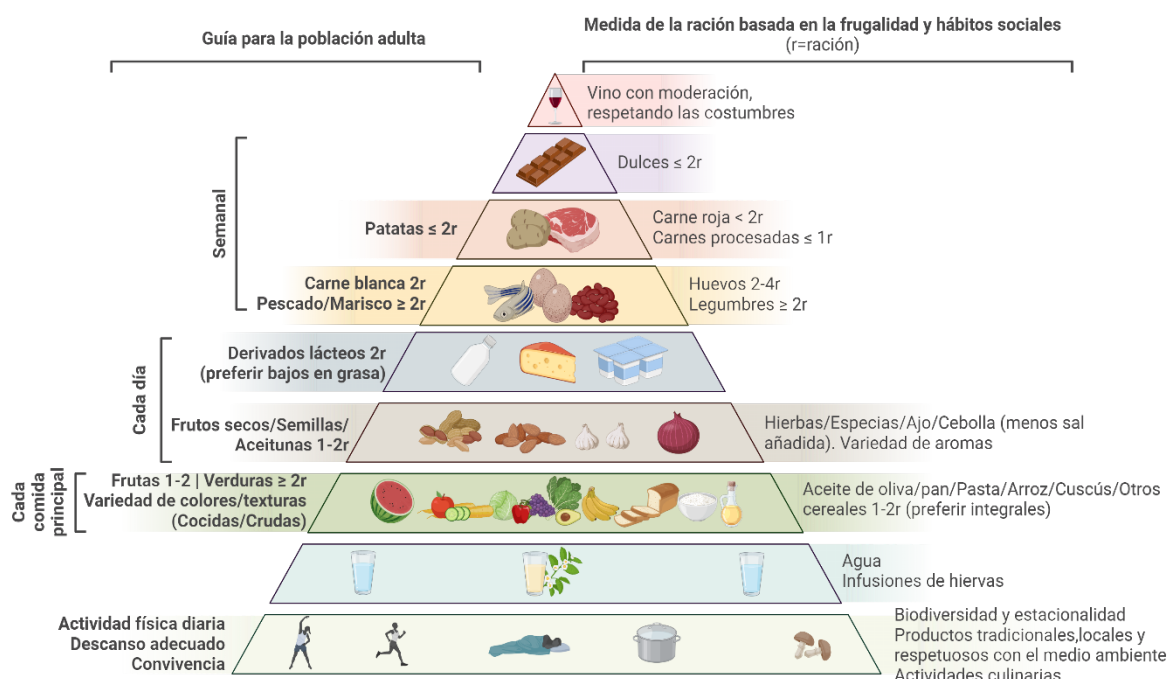 Guía para la población adulta
Medida de la ración basada en la frugalidad y hábitos sociales
(r=ración)
Vino con moderación,
respetando las costumbres
Semanal
Dulces ≤ 2r
Patatas ≤ 2r
Carne roja < 2r
Carnes procesadas ≤ 1r
Carne blanca 2r
Pescado/Marisco ≥ 2r
Huevos 2-4r
Legumbres ≥ 2r
Cada día
Derivados lácteos 2r
(preferir bajos en grasa)
Frutos secos/Semillas/
Aceitunas 1-2r
Hierbas/Especias/Ajo/Cebolla (menos sal
añadida). Variedad de aromas
Cada
comida
principal
Frutas 1-2 | Verduras ≥ 2r
Variedad de colores/texturas
(Cocidas/Crudas)
Aceite de oliva/pan/Pasta/Arroz/Cuscús/Otros
cereales 1-2r (preferir integrales)
Agua
Infusiones de hiervas
Actividad física diaria
Descanso adecuado
Convivencia
Biodiversidad y estacionalidad
Productos tradicionales,locales y
respetuosos con el medio ambiente
Actividades culinarias